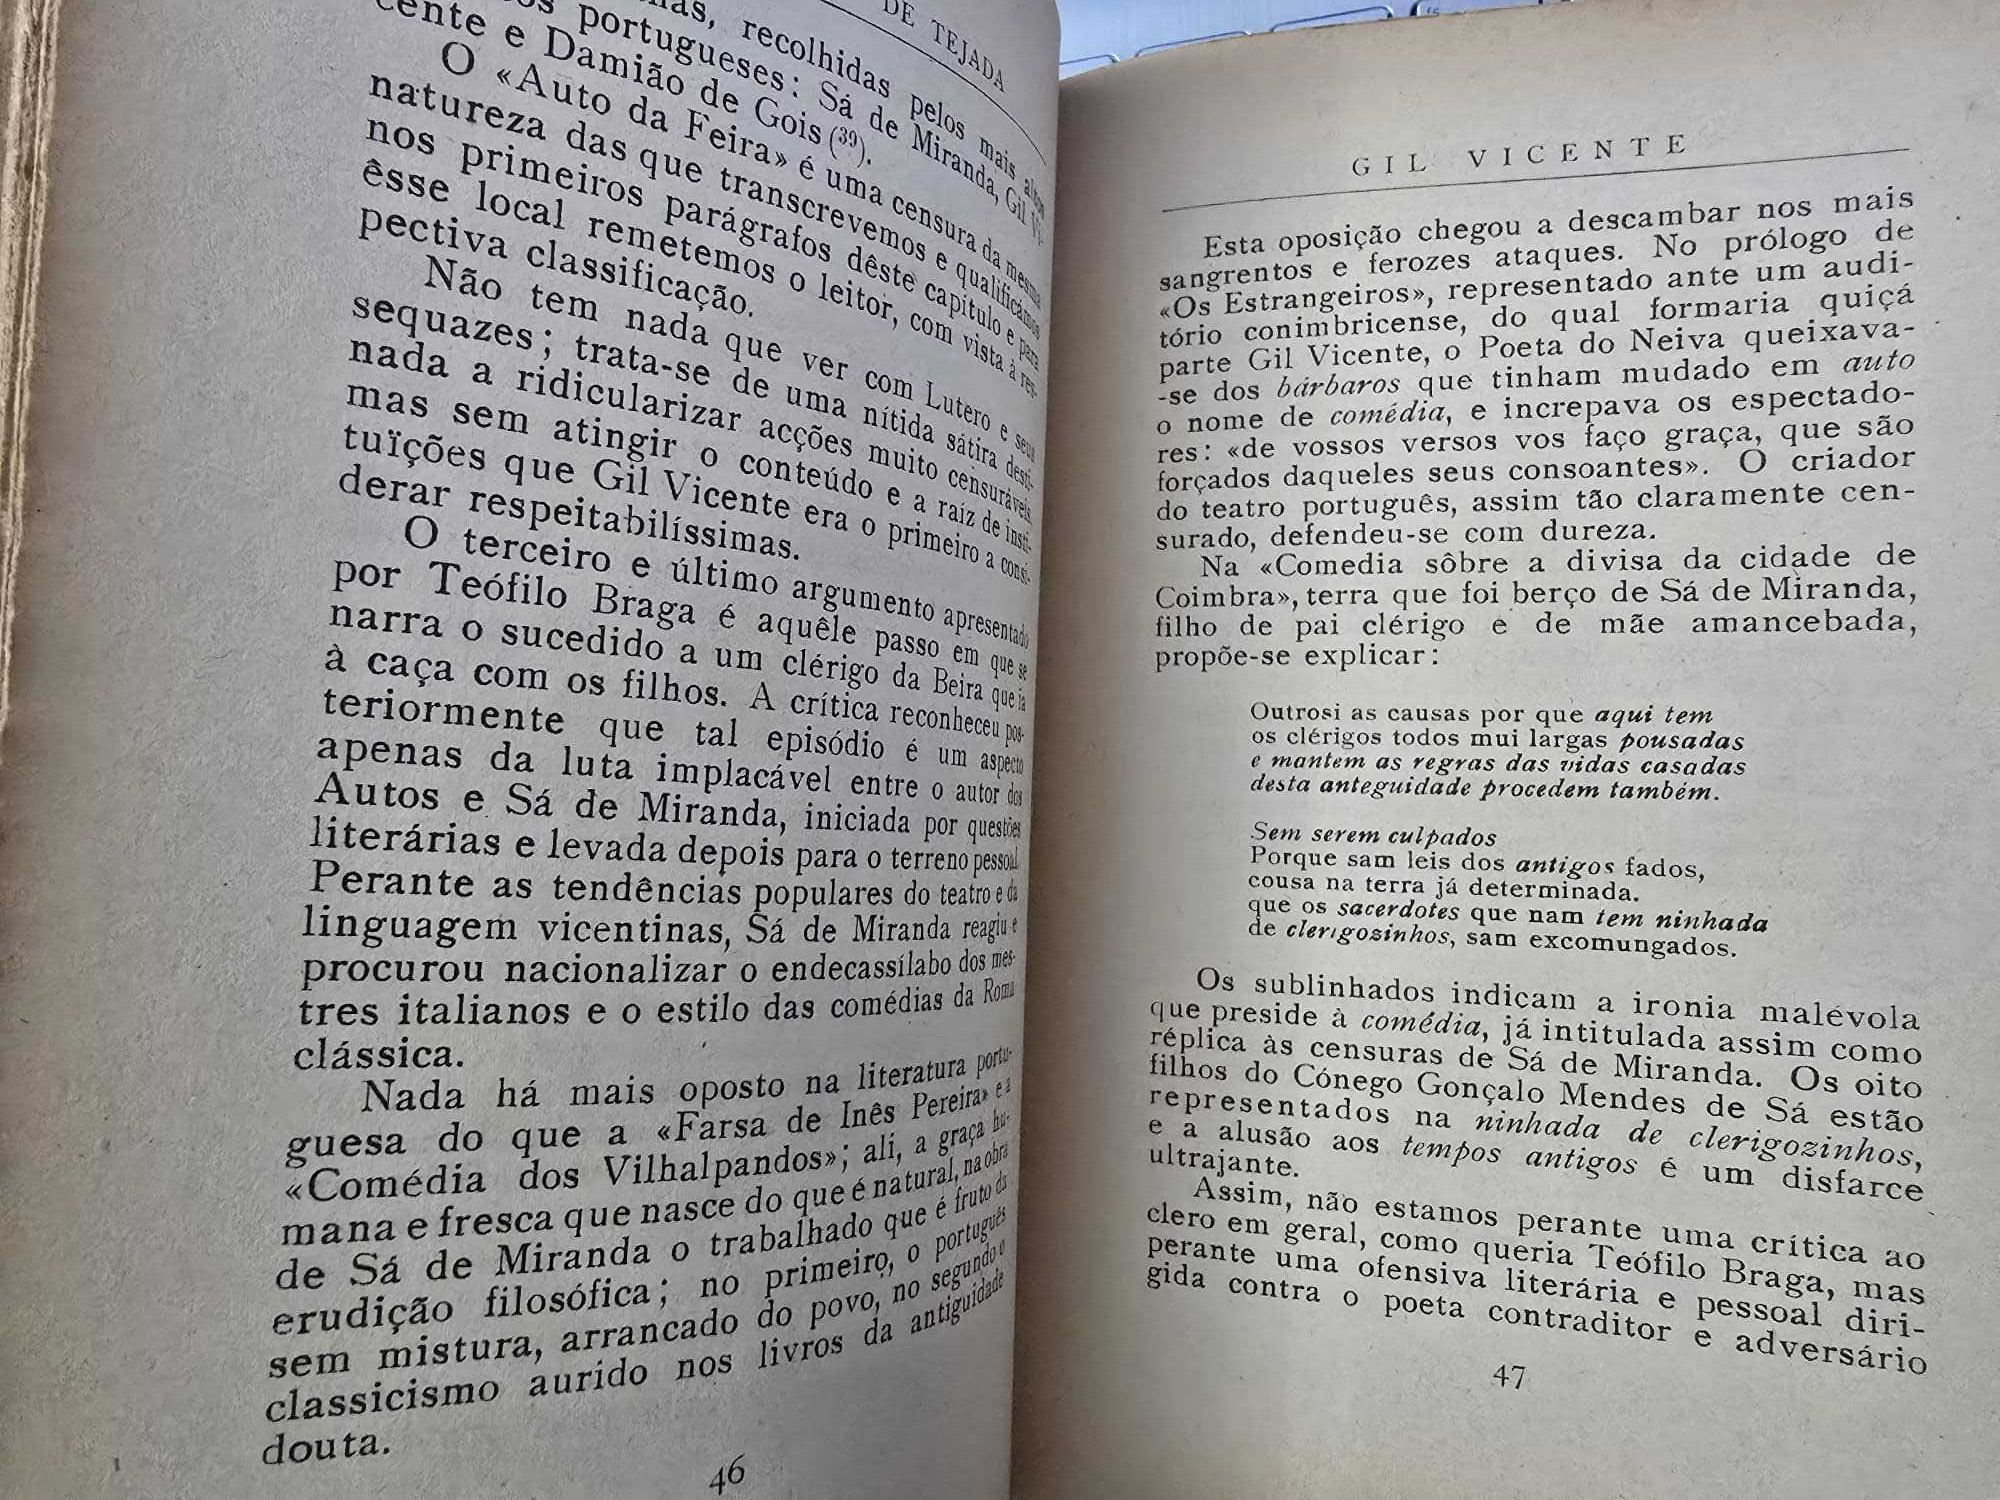 DE TEJADA
recolhidas pelos mais
portugueses: Sá de Miranda, Gil Vi-
cente e Damião de Gois (39).
O «Auto da Feira» é uma censura da mesma
natureza das que transcrevemos e qualificámos
nos primeiros parágrafos dêste capítulo e para
êsse local remetemos o leitor, com vista à res-
pectiva classificação.
Não tem nada que ver com Lutero e seus
sequazes; trata-se de uma nítida sátira desti-
nada a ridicularizar acções muito censuráveis,
mas sem atingir o conteúdo e a raíz de insti-
tuïções que Gil Vicente era o primeiro a consi-
derar respeitabilíssimas.
O terceiro e último argumento apresentado
por Teófilo Braga é aquêle passo em que se
narra o sucedido a um clérigo da Beira que ia
à caça com os filhos. A crítica reconheceu pos-
teriormente que tal episódio é um aspecto
apenas da luta implacável entre o autor dos
Autos e Sá de Miranda, iniciada por questões
literárias e levada depois para o terreno pessoal.
Perante as tendências populares do teatro e da
linguagem vicentinas, Sá de Miranda reagiu e
procurou nacionalizar o endecassílabo dos mes-
tres italianos e o estilo das comédias da Roma
clássica.
Nada há mais oposto na literatura portu-
guesa do que a «Farsa de Inês Pereira» e a
«Comédia dos Vilhalpandos»; ali, a graça hu-
mana e fresca que nasce do que é natural, na obra
de Sá de Miranda o trabalhado que é fruto da
erudição filosófica; no primeiro, o português
sem mistura, arrancado do povo, no segundo o
classicismo aurido nos livros da antiguidade
douta.
46
GIL VICENTE
Esta oposição chegou a descambar nos mais
sangrentos e ferozes ataques. No prólogo de
«Os Estrangeiros», representado ante um audi-
tório conimbricense, do qual formaria quiçá
parte Gil Vicente, o Poeta do Neiva queixava-
-se dos bárbaros que tinham mudado em auto
o nome de comédia, e increpava os espectado-
res: «de vossos versos vos faço graça, que são
forçados daqueles seus consoantes». O criador
do teatro português, assim tão claramente cen-
surado, defendeu-se com dureza.
Na «Comedia sôbre a divisa da cidade de
Coimbra», terra que foi berço de Sá de Miranda,
filho de pai clérigo e de mãe amancebada,
propõe-se explicar:
Outrosi as causas por que aqui tem
os clérigos todos mui largas pousadas
e mantem as regras das vidas casadas
desta anteguidade procedem também.
Sem serem culpados
Porque sam leis dos antigos fados,
cousa na terra já determinada.
que os sacerdotes que nam tem ninhada
de clerigozinhos, sam excomungados.
Os sublinhados indicam a ironia malévola
que preside à comédia, já intitulada assim como
réplica às censuras de Sá de Miranda. Os oito
filhos do Cónego Gonçalo Mendes de Sá estão
representados na ninhada de clerigozinhos,
e a alusão aos tempos antigos é um disfarce
ultrajante.
Assim, não estamos perante uma crítica ao
clero em geral, como queria Teófilo Braga, mas
perante uma ofensiva literária e pessoal diri-
gida contra o poeta contraditor e adversário
47